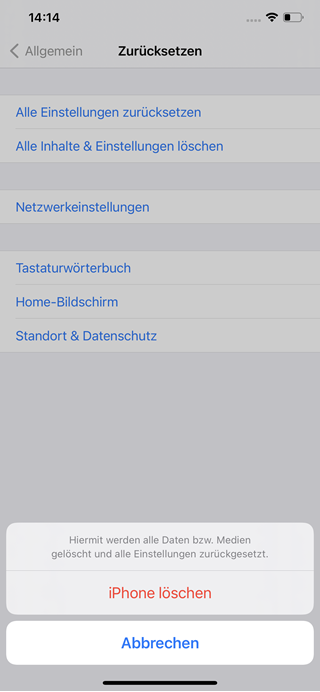 14:14
Allgemein
Zurücksetzen
Alle Einstellungen zurücksetzen
Alle Inhalte & Einstellungen löschen
Netzwerkeinstellungen
Tastaturwörterbuch
Home-Bildschirm
Standort & Datenschutz
Hiermit werden alle Daten bzw. Medien
gelöscht und alle Einstellungen zurückgesetzt.
iPhone löschen
Abbrechen